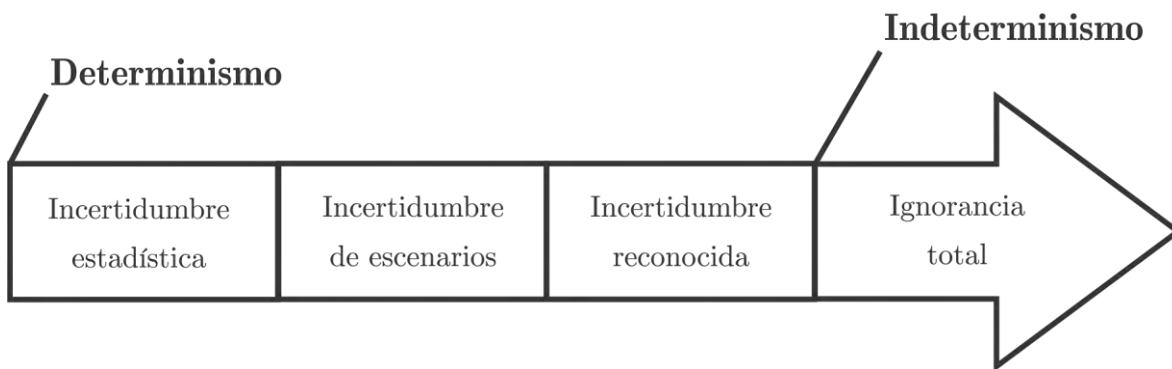 Indeterminismo
Determinismo
Incertidumbre
estadística
Incertidumbre
de escenarios
Incertidumbre
reconocida
Ignorancia
total